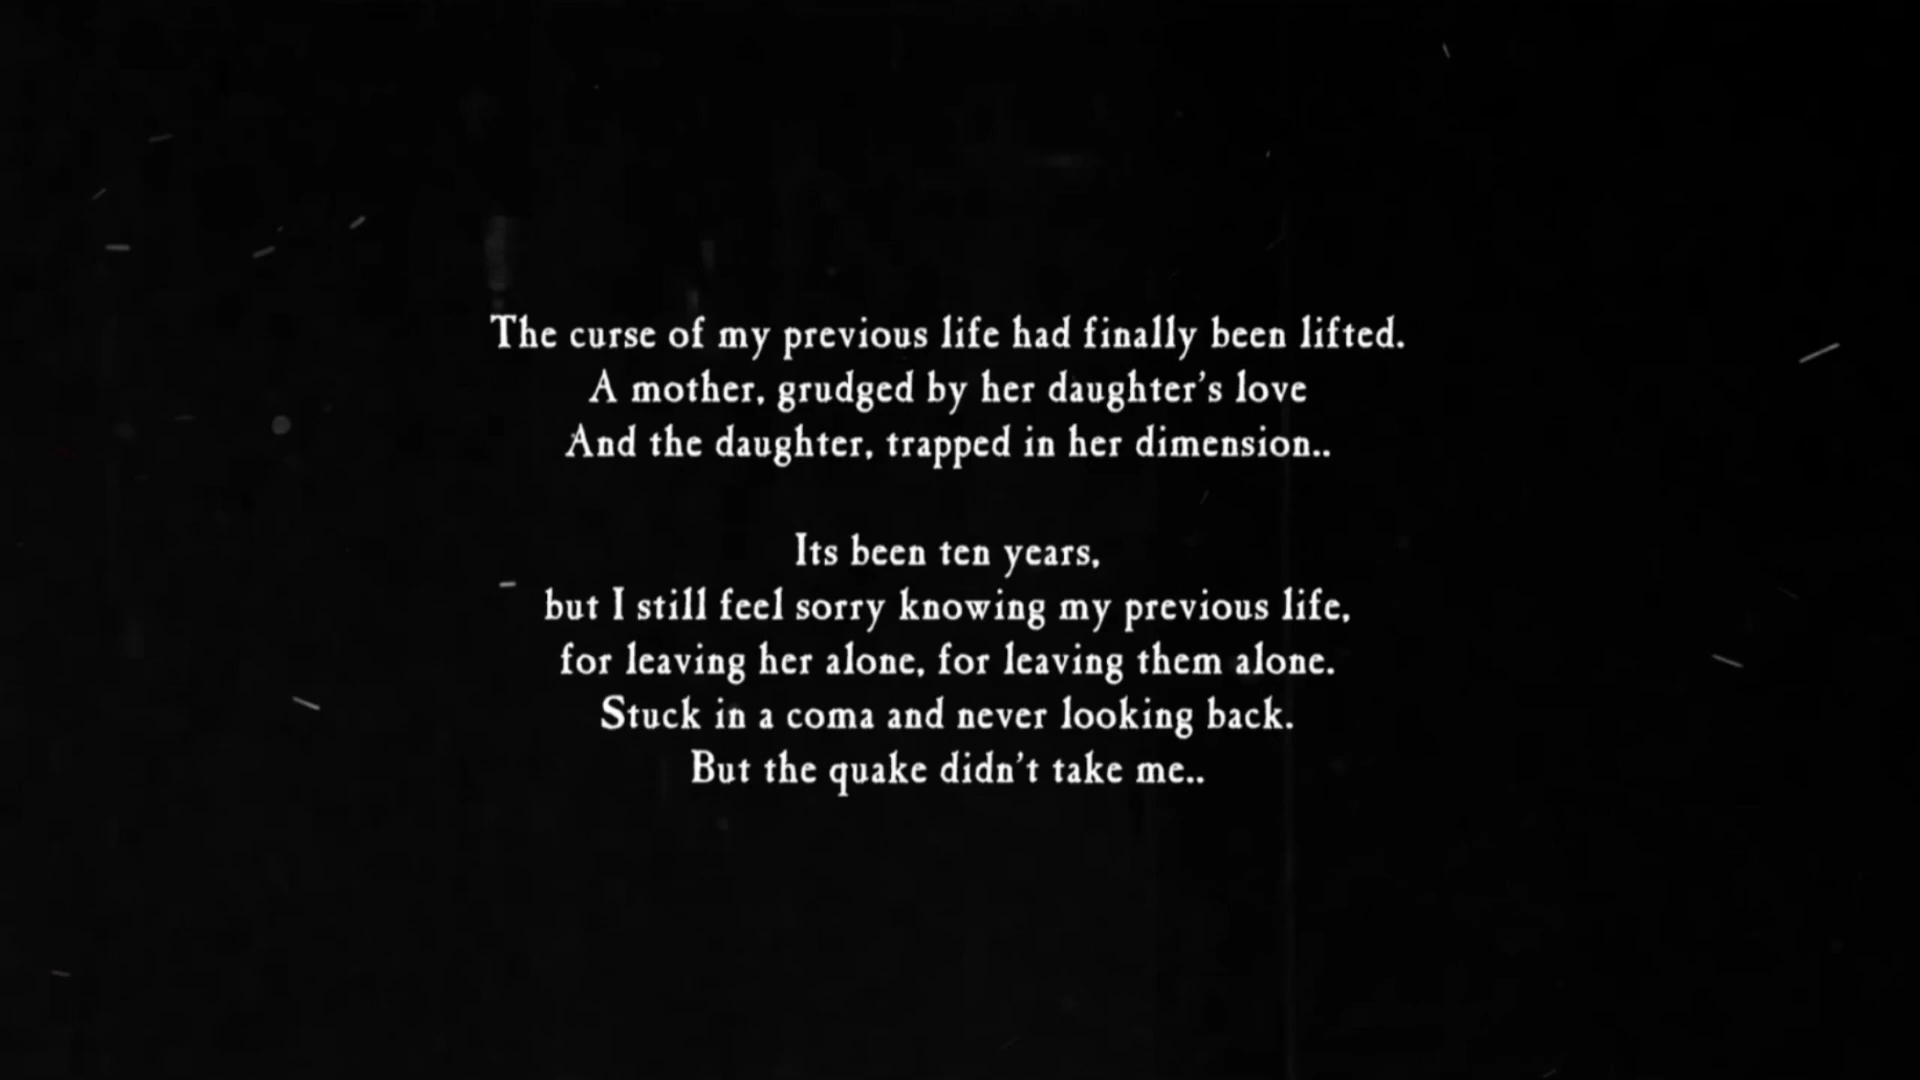 The curse of my previous life had finally been lifted.
A mother, grudged by her daughter's love
And the daughter, trapped in her dimension..
Its been ten years,
but I still feel sorry knowing my previous life,
for leaving her alone, for leaving them alone.
Stuck in a coma and never looking back.
But the quake didn't take me..